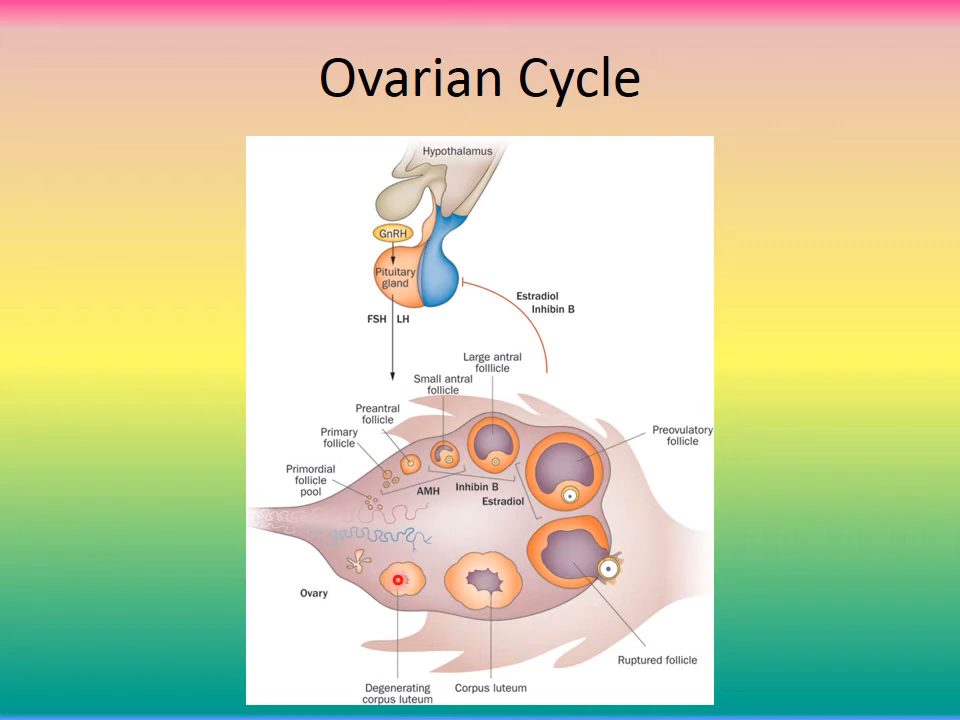 Ovarian Cycle
Hypothalamus
GnRH
Pituitary
gland
Estradiol
Inhibin B
FSH
LH
Large antral
folllicle
Small antral
follicle
Preantral
follicle
Primary
follicle
Preovulatory
follicle
Primordial
follicle
pool
AMH
Inhibin B
Estradiol
Ovary
Ruptured follicle
Degenerating
corpus luteum
Corpus luteum